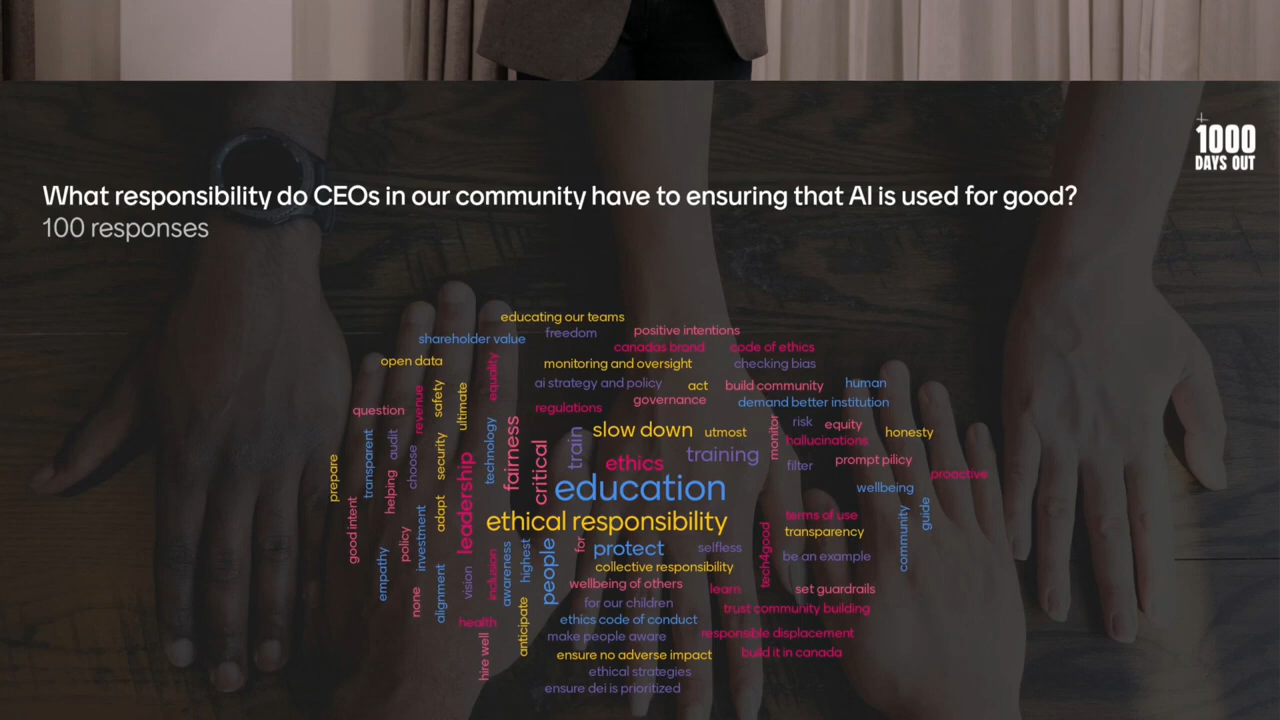 1000
DAYS OUT
What responsibility do CEOs in our community have to ensuring that AI is used for good?
100 responses
educating our teams
freedom
positive intentions
shareholder value
canadas brand
code of ethics
open data
equality
monitoring and oversight
checking bias
ai strategy and policy
act
build community
human
governance
demand better institution
question
revenue
safety
ultimate
regulations
slow down
utmost
monitor
risk
equity
hallucinations
honesty
prepare
transparent
audit
choose
security
technology
fairness
critical
train
ethics
training
filter
prompt pilicy
proactive
education
wellbeing
good intent
helping
policy
investment
adapt
leadership
ethical responsibility
terms of use
transparency
community
guide
empathy
none
alignment
vision
inclusion
awareness
highest
people
for
protect
selfless
tech4good
be an example
collective responsibility
wellbeing of others
learn
set guardrails
for our children
trust community building
health
hire well
anticipate
ethics code of conduct
make people aware
responsible displacement
ensure no adverse impact
build it in canada
ethical strategies
ensure dei is prioritized